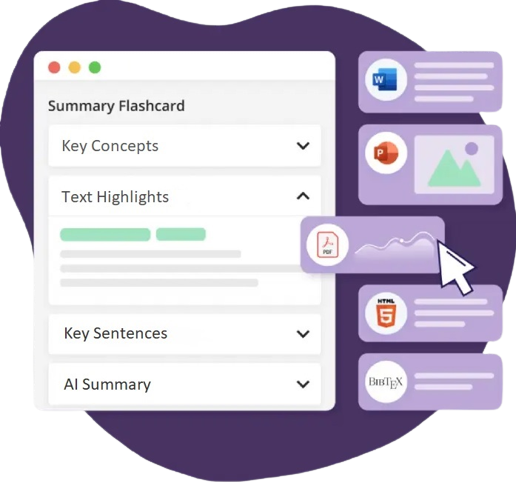 Summary Flashcard
Key Concepts
Text Highlights
Key Sentences
AI Summary
W
P
PDF
HTML
5
BIBTEX